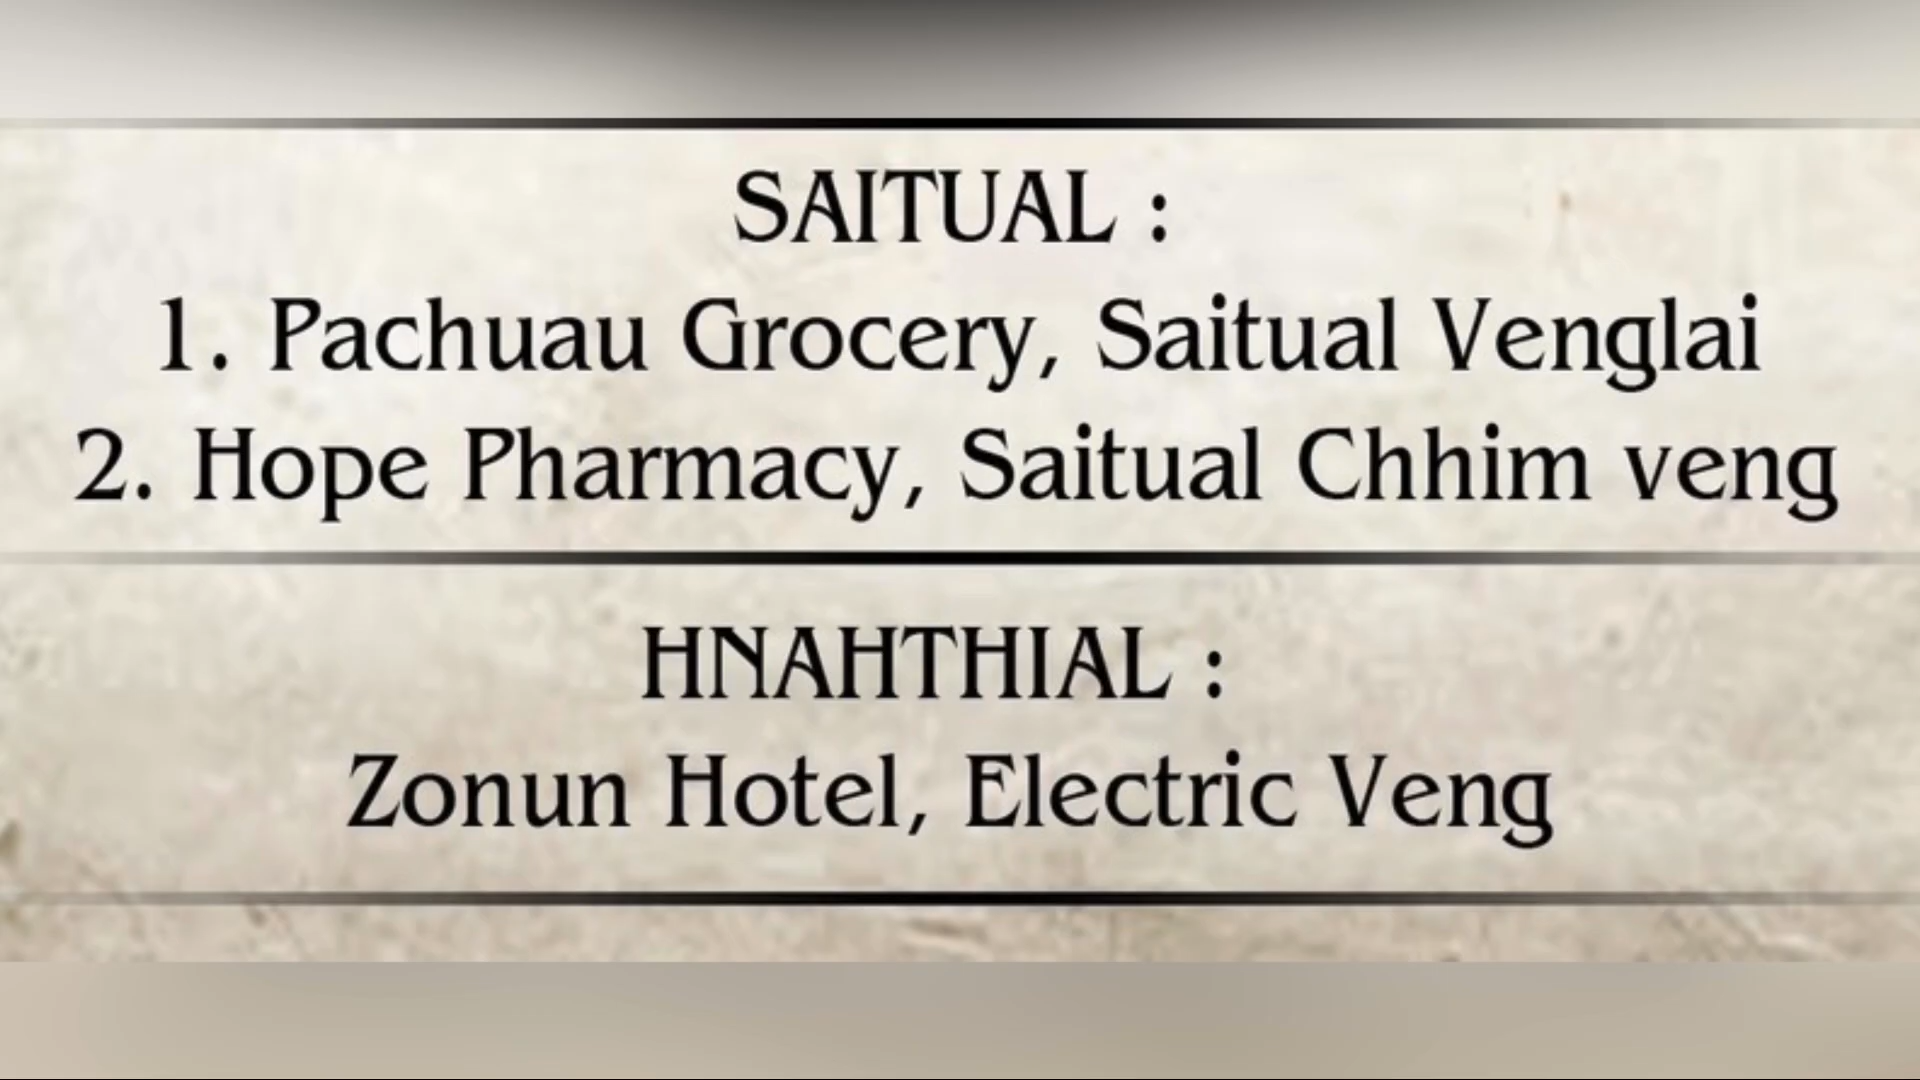 SAITUAL :
1. Pachuau Grocery, Saitual Venglai
2. Hope Pharmacy, Saitual Chhim veng
HNAHTHIAL :
Zonun Hotel, Electric Veng